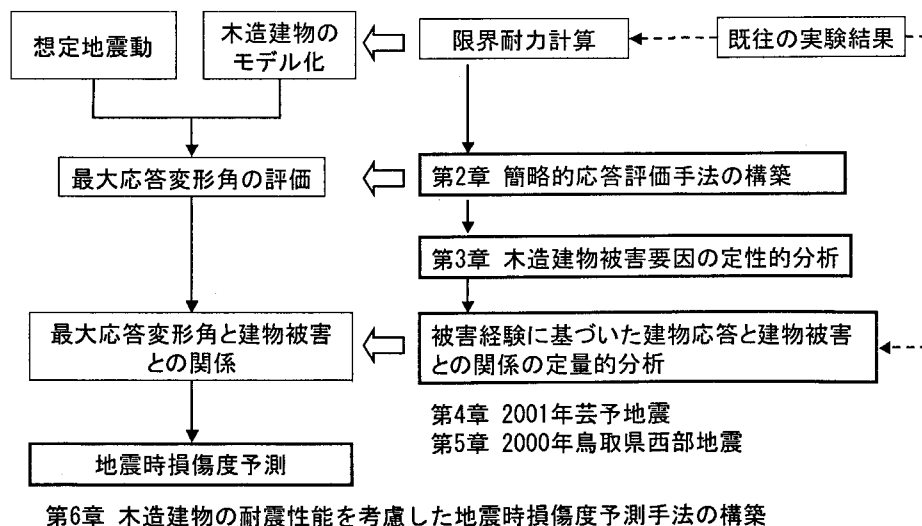 想定地震動
木造建物の
モデル化
限界耐力計算
既往の実験結果
最大応答変形角の評価
第2章 簡略的応答評価手法の構築
第3章 木造建物被害要因の定性的分析
最大応答変形角と建物被害
との関係
被害経験に基づいた建物応答と建物被害
との関係の定量的分析
第4章 2001年芸予地震
第5章 2000年鳥取県西部地震
地震時損傷度予測
第6章 木造建物の耐震性能を考慮した地震時損傷度予測手法の構築